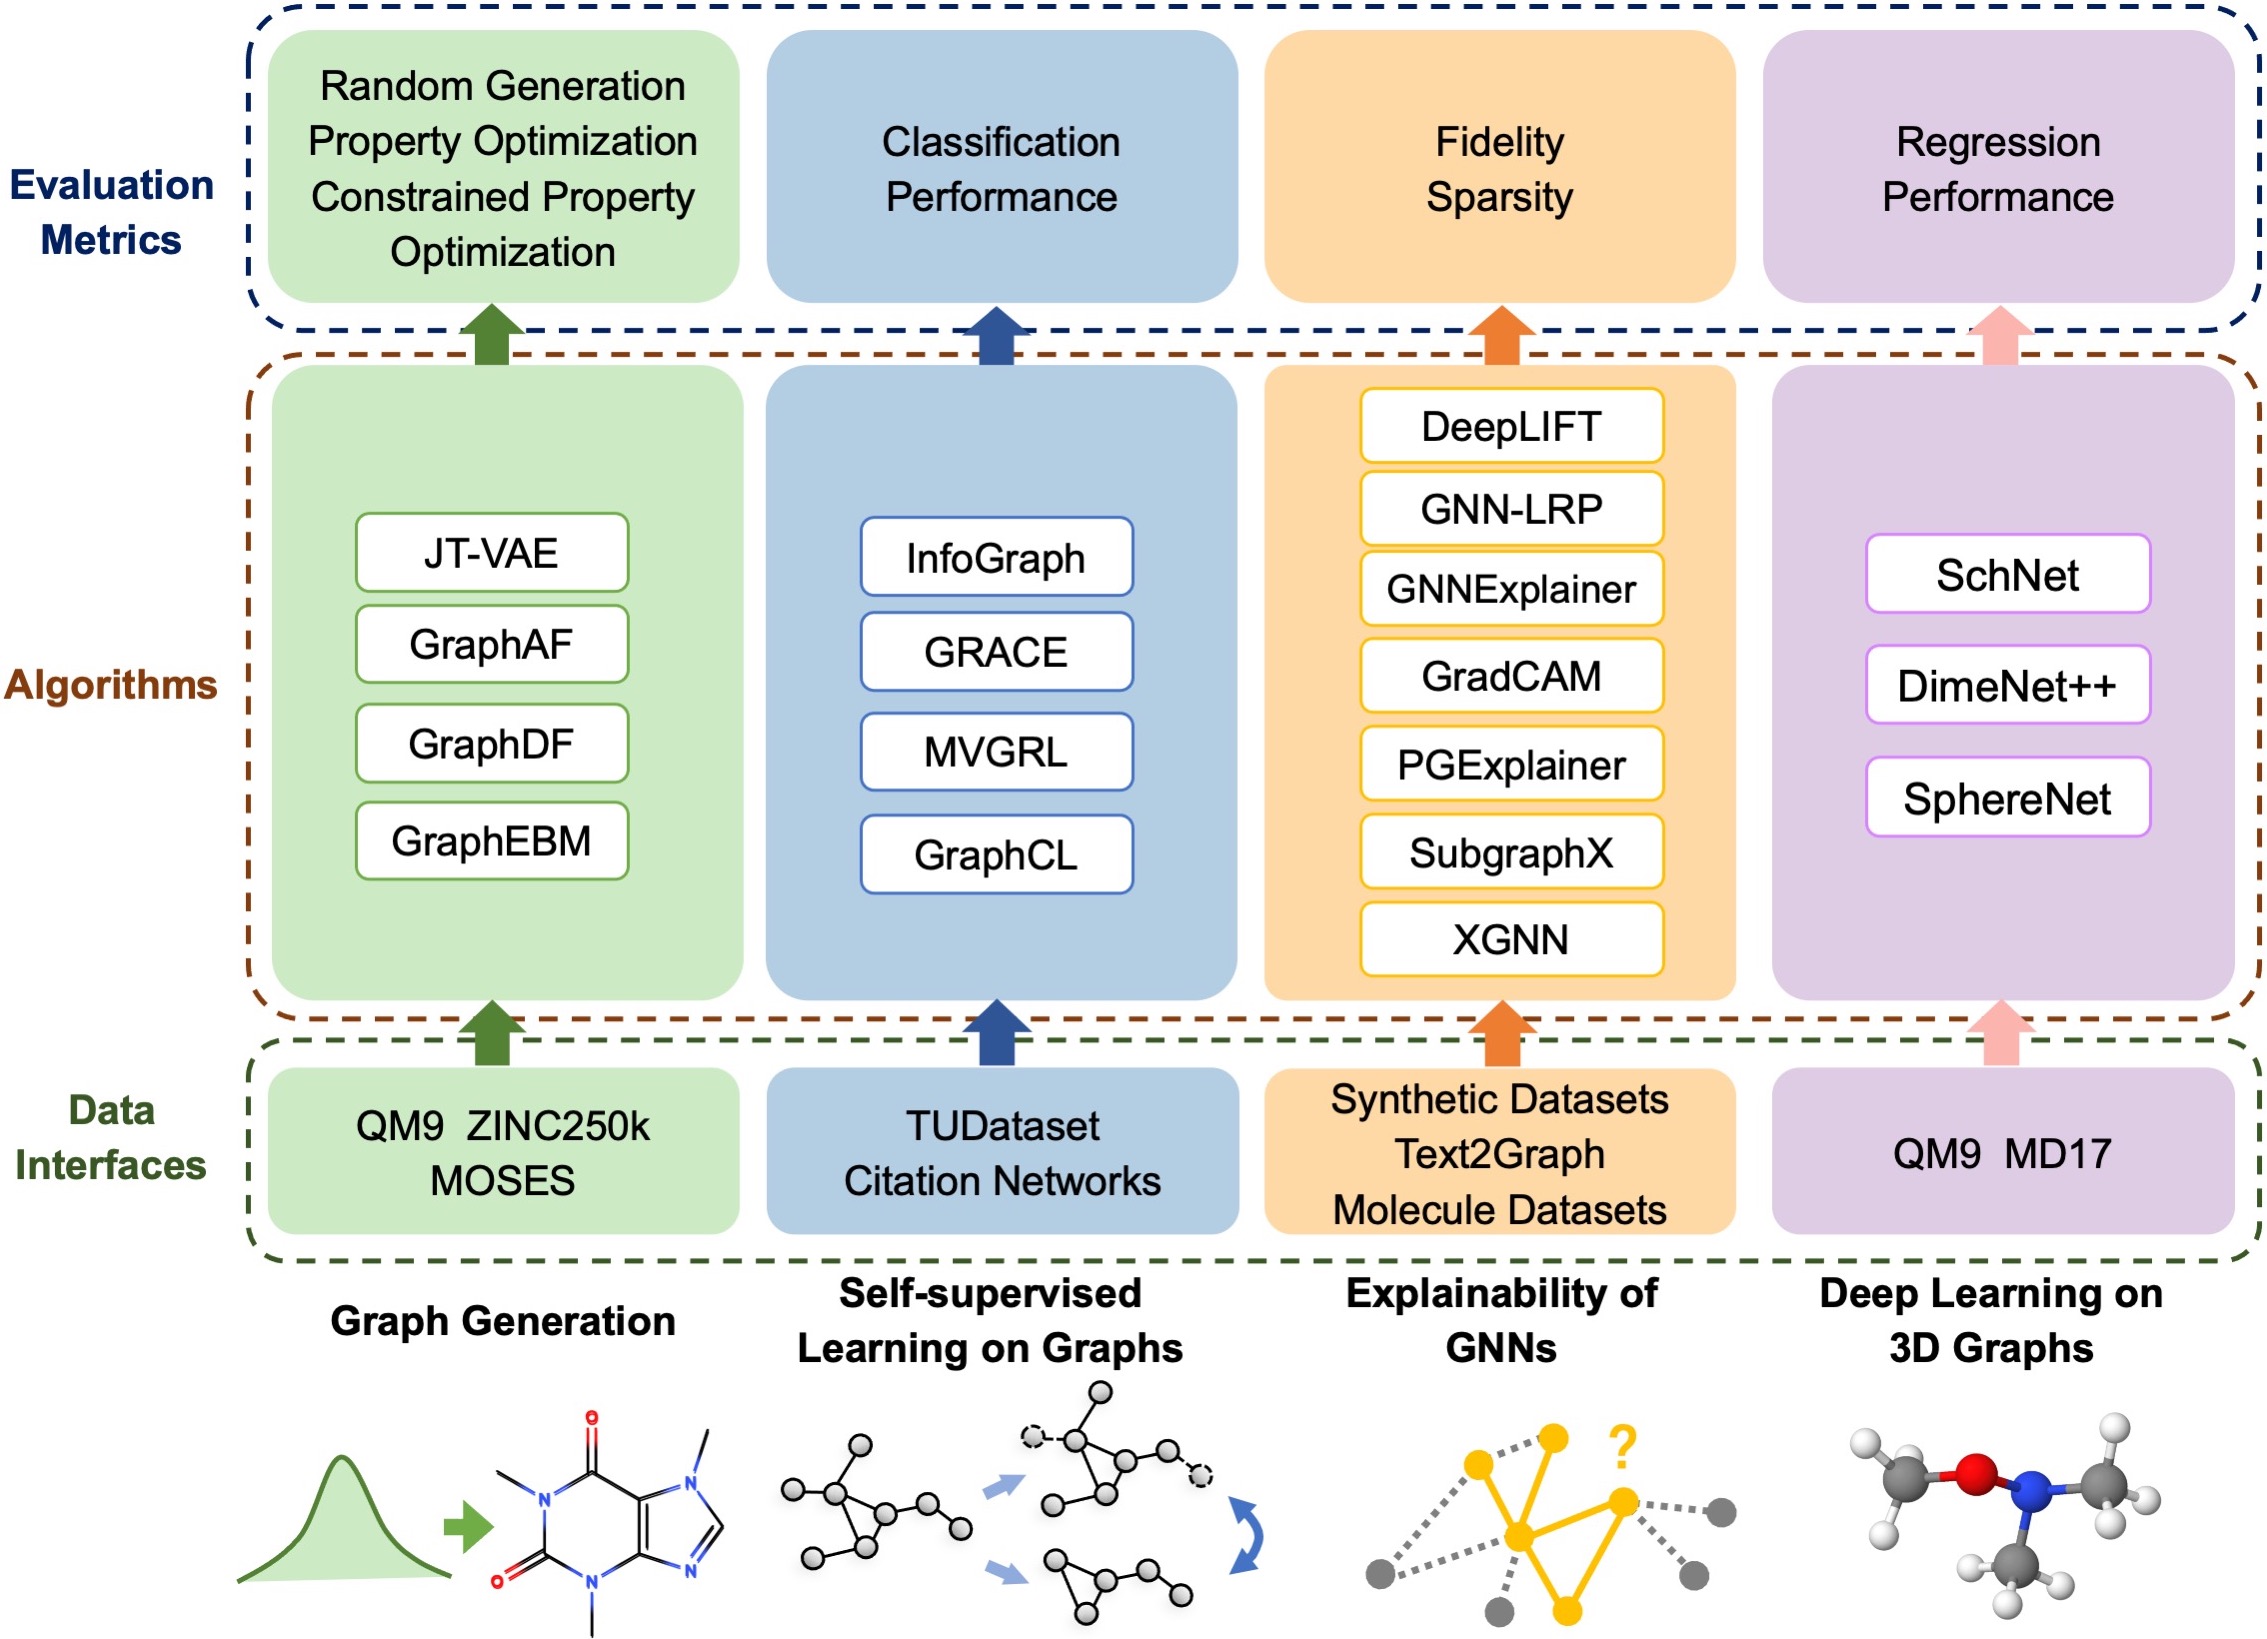 Evaluation
Metrics
Random Generation
Property Optimization
Constrained Property
Optimization
Classification
Performance
Fidelity
Sparsity
Regression
Performance
Algorithms
JT-VAE
GraphAF
GraphDF
GraphEBM
InfoGraph
GRACE
MVGRL
GraphCL
DeepLIFT
GNN-LRP
GNNExplainer
GradCAM
PGExplainer
SubgraphX
XGNN
SchNet
DimeNet++
SphereNet
Data
Interfaces
QM9 ZINC250k
MOSES
TUDataset
Citation Networks
Synthetic Datasets
Text2Graph
Molecule Datasets
QM9 MD17
Graph Generation
Self-supervised
Learning on Graphs
Explainability of
GNNs
Deep Learning on
3D Graphs
O
N
N
O
N
N
?